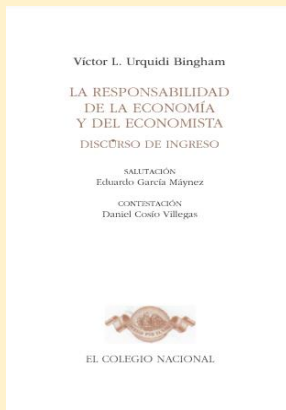 Víctor L. Urquidi Bingham
LA RESPONSABILIDAD
DE LA ECONOMÍA
Y DEL ECONOMISTA
DISCURSO DE INGRESO
SALUTACIÓN
Eduardo García Máynez
CONTESTACIÓN
Daniel Cosío Villegas
EL COLEGIO NACIONAL